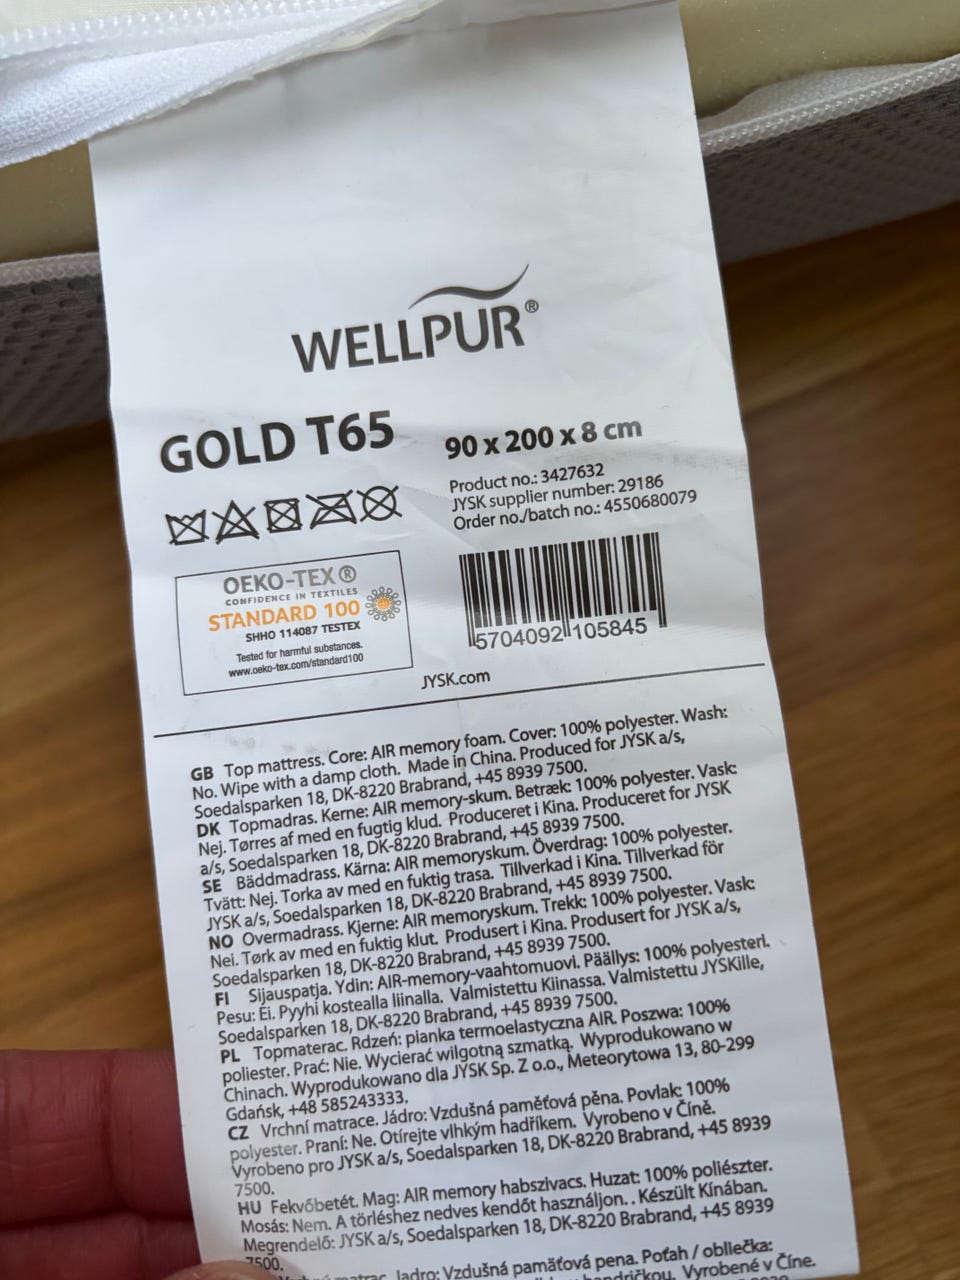 WELLPUR®
GOLD T65
90 x 200 x 8 cm
Product no.: 3427632
JYSK supplier number: 29186
Order no./batch no.: 4550680079
OEKO-TEX®
CONFIDENCE IN TEXTILES
STANDARD 100
SHHO 114087 TESTEX
Tested for harmful substances.
www.oeko-tex.com/standard100
5704092 105845
JYSK.com
GB Top mattress. Core: AIR memory foam. Cover: 100% polyester. Wash:
No. Wipe with a damp cloth. Made in China. Produced for JYSK a/s,
Soedalsparken 18, DK-8220 Brabrand, +45 8939 7500.
DK Topmadras. Kerne: AIR memory-skum. Betræk: 100% polyester. Vask:
Nej. Tørres af med en fugtig klud. Produceret i Kina. Produceret for JYSK
a/s, Soedalsparken 18, DK-8220 Brabrand, +45 8939 7500.
SE Bäddmadrass. Kärna: AIR memoryskum. Överdrag: 100% polyester.
Tvätt: Nej. Torka av med en fuktig trasa. Tillverkad i Kina. Tillverkad för
JYSK a/s, Soedalsparken 18, DK-8220 Brabrand, +45 8939 7500.
NO Overmadrass. Kjerne: AIR memoryskum. Trekk: 100% polyester. Vask:
Nei. Tørk av med en fuktig klut. Produsert i Kina. Produsert for JYSK a/s,
Soedalsparken 18, DK-8220 Brabrand, +45 8939 7500.
FI Sijauspatja. Ydin: AIR-memory-vaahtomuovi. Päällys: 100% polyesteri.
Pesu: Ei. Pyyhi kostealla liinalla. Valmistettu Kiinassa. Valmistettu JYSKille,
Soedalsparken 18, DK-8220 Brabrand, +45 8939 7500.
PL Topmaterac. Rdzeń: pianka termoelastyczna AIR. Poszwa: 100%
poliester. Prać: Nie. Wycierać wilgotną szmatką. Wyprodukowano w
Chinach. Wyprodukowano dla JYSK Sp. Z o.o., Meteorytowa 13, 80-299
Gdańsk, +48 585243333.
CZ Vrchní matrace. Jádro: Vzdušná paměťová pěna. Povlak: 100%
polyester. Praní: Ne. Otírejte vlhkým hadříkem. Vyrobeno v Číně.
Vyrobeno pro JYSK a/s, Soedalsparken 18, DK-8220 Brabrand, +45 8939
7500.
HU Fekvőbetét. Mag: AIR memory habszivacs. Huzat: 100% poliészter.
Mosás: Nem. A törléshez nedves kendőt használjon. . Készült Kínában.
Megrendelő: JYSK a/s, Soedalsparken 18, DK-8220 Brabrand, +45 8939
7500.
matrac. Jadro: Vzdušná pamäťová pena. Poťah / obliečka:
handričkou. Vyrobené v Číne.